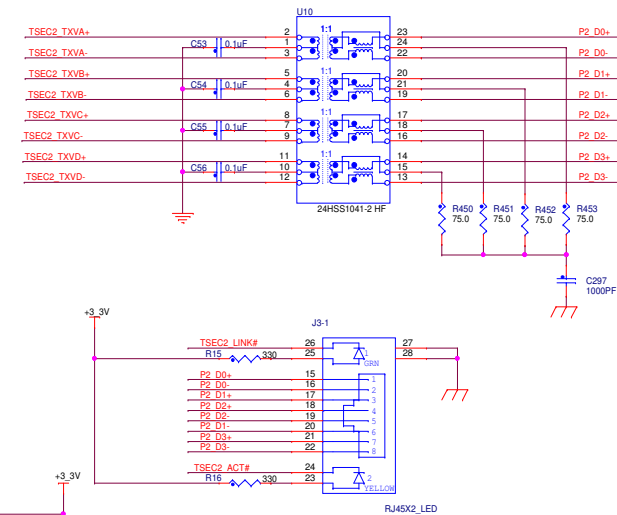 U10
TSEC2_TXVA+ 2 1:1 23 P2_D0+
C53 0.1uF 1 24
TSEC2_TXVA- 3 22 P2_D0-
TSEC2_TXVB+ 5 1:1 20 P2_D1+
C54 0.1uF 4 21
TSEC2_TXVB- 6 19 P2_D1-
TSEC2_TXVC+ 8 1:1 17 P2_D2+
C55 0.1uF 7 18
TSEC2_TXVC- 9 16 P2_D2-
TSEC2_TXVD+ 11 1:1 14 P2_D3+
C56 0.1uF 10 15
TSEC2_TXVD- 12 13 P2_D3-
24HSS1041-2 HF
R450 R451 R452 R453
75.0 75.0 75.0 75.0
C297
1000PF
+3_3V
J3-1
TSEC2_LINK# 26 27
R15 330 25 1 28
GRN
P2_D0+ 15 1
P2_D0- 16 2
P2_D1+ 17 3
P2_D2+ 18 4
P2_D2- 19 5
P2_D1- 20 6
P2_D3+ 21 7
P2_D3- 22 8
TSEC2_ACT# 24
R16 330 23 2
YELLOW
+3_3V
RJ45X2_LED